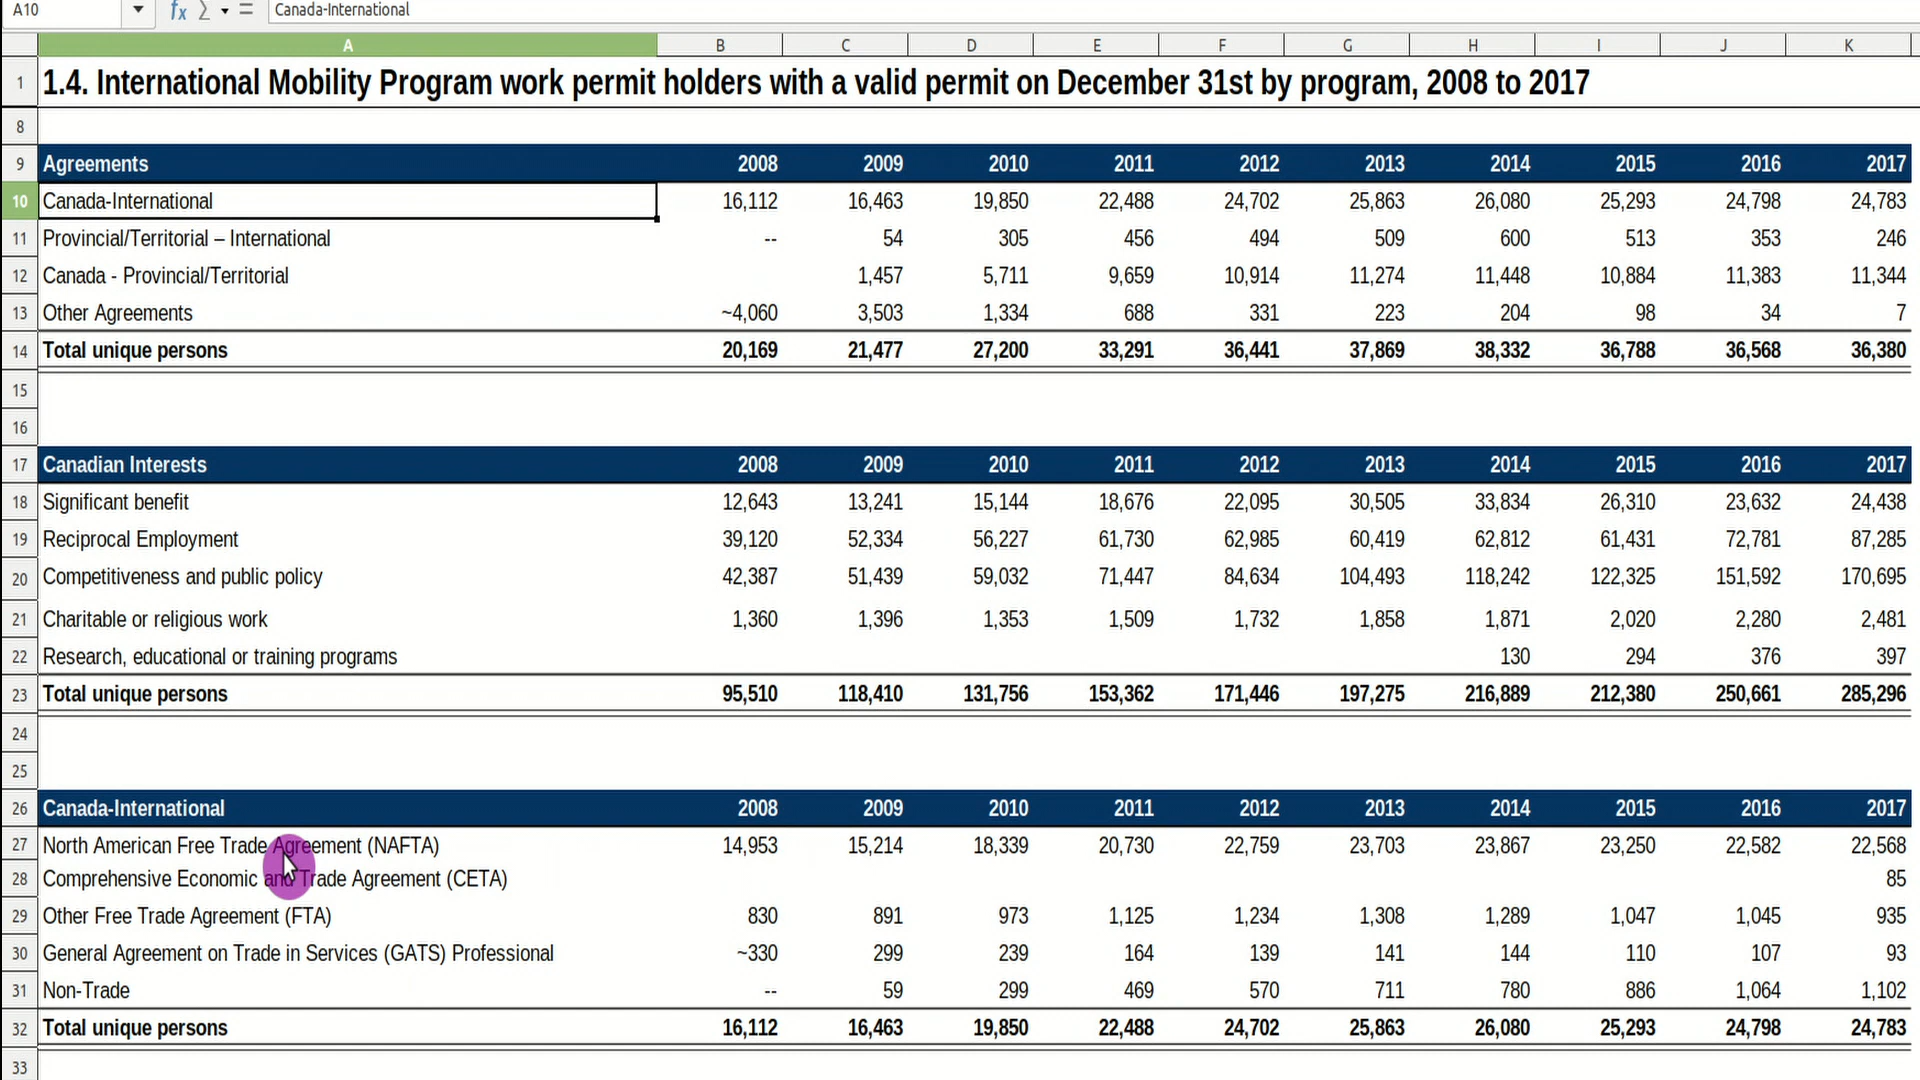 A10 fx Σ = Canada-International
A B C D E F G H I J K
1 1.4. International Mobility Program work permit holders with a valid permit on December 31st by program, 2008 to 2017
8
9 Agreements 2008 2009 2010 2011 2012 2013 2014 2015 2016 2017
10 Canada-International 16,112 16,463 19,850 22,488 24,702 25,863 26,080 25,293 24,798 24,783
11 Provincial/Territorial – International -- 54 305 456 494 509 600 513 353 246
12 Canada - Provincial/Territorial 1,457 5,711 9,659 10,914 11,274 11,448 10,884 11,383 11,344
13 Other Agreements ~4,060 3,503 1,334 688 331 223 204 98 34 7
14 Total unique persons 20,169 21,477 27,200 33,291 36,441 37,869 38,332 36,788 36,568 36,380
15
16
17 Canadian Interests 2008 2009 2010 2011 2012 2013 2014 2015 2016 2017
18 Significant benefit 12,643 13,241 15,144 18,676 22,095 30,505 33,834 26,310 23,632 24,438
19 Reciprocal Employment 39,120 52,334 56,227 61,730 62,985 60,419 62,812 61,431 72,781 87,285
20 Competitiveness and public policy 42,387 51,439 59,032 71,447 84,634 104,493 118,242 122,325 151,592 170,695
21 Charitable or religious work 1,360 1,396 1,353 1,509 1,732 1,858 1,871 2,020 2,280 2,481
22 Research, educational or training programs 130 294 376 397
23 Total unique persons 95,510 118,410 131,756 153,362 171,446 197,275 216,889 212,380 250,661 285,296
24
25
26 Canada-International 2008 2009 2010 2011 2012 2013 2014 2015 2016 2017
27 North American Free Trade Agreement (NAFTA) 14,953 15,214 18,339 20,730 22,759 23,703 23,867 23,250 22,582 22,568
28 Comprehensive Economic and Trade Agreement (CETA) 85
29 Other Free Trade Agreement (FTA) 830 891 973 1,125 1,234 1,308 1,289 1,047 1,045 935
30 General Agreement on Trade in Services (GATS) Professional ~330 299 239 164 139 141 144 110 107 93
31 Non-Trade -- 59 299 469 570 711 780 886 1,064 1,102
32 Total unique persons 16,112 16,463 19,850 22,488 24,702 25,863 26,080 25,293 24,798 24,783
33